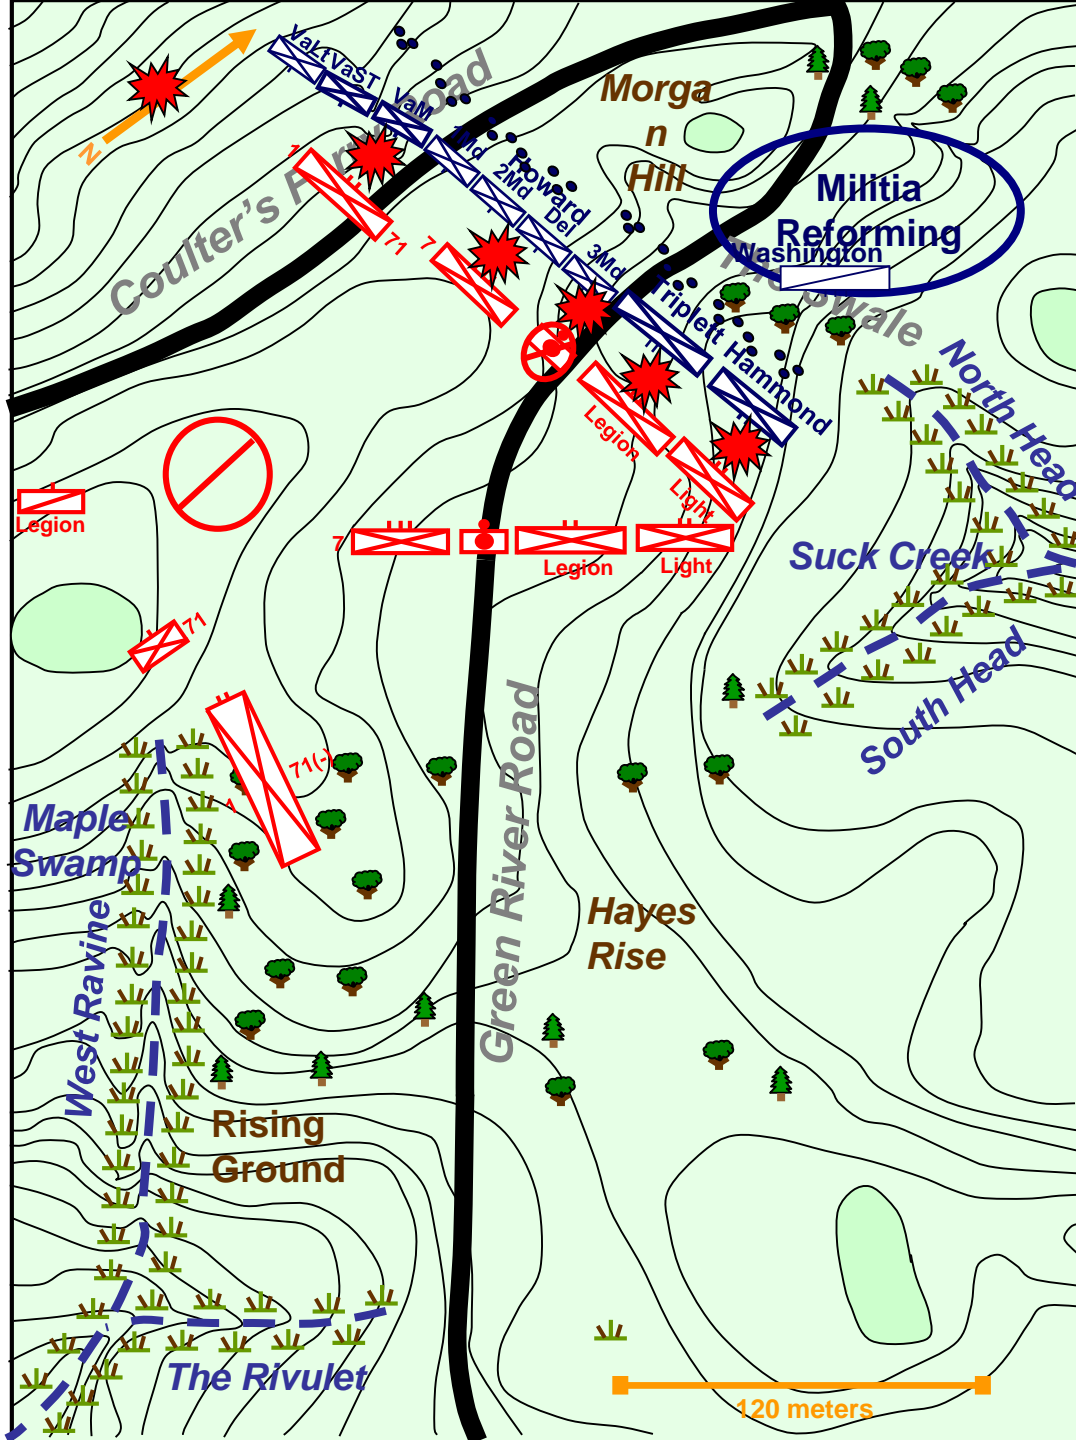 VaLt
VaST
VaM
1Md
2Md
Howard
Del
3Md
Triplett
Hammond
Morga
n
Hill
Militia
Reforming
Washington
The Swale
Coulter's Ferry Road
N
1
71
7
Legion
Light
North Head
Suck Creek
South Head
Legion
7
Legion
Light
71
71(-)
Maple
Swamp
West Ravine
Green River Road
Hayes
Rise
Rising
Ground
The Rivulet
120 meters